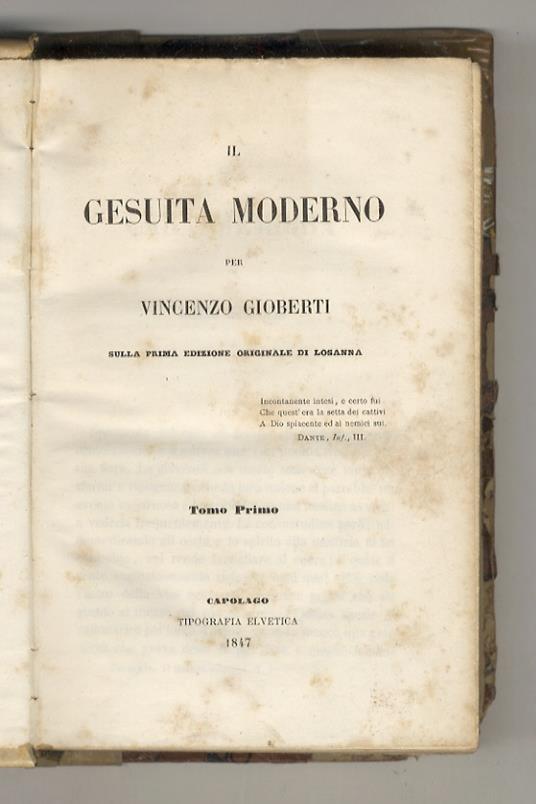 IL
GESUITA MODERNO
PER
VINCENZO GIOBERTI
SULLA PRIMA EDIZIONE ORIGINALE DI LOSANNA
Incontanente intesi, e certo fui
Che quest' era la setta dei cattivi
A Dio spiacente ed ai nemici sui.
DANTE, Inf., III.
Tomo Primo
CAPOLAGO
TIPOGRAFIA ELVETICA
1847